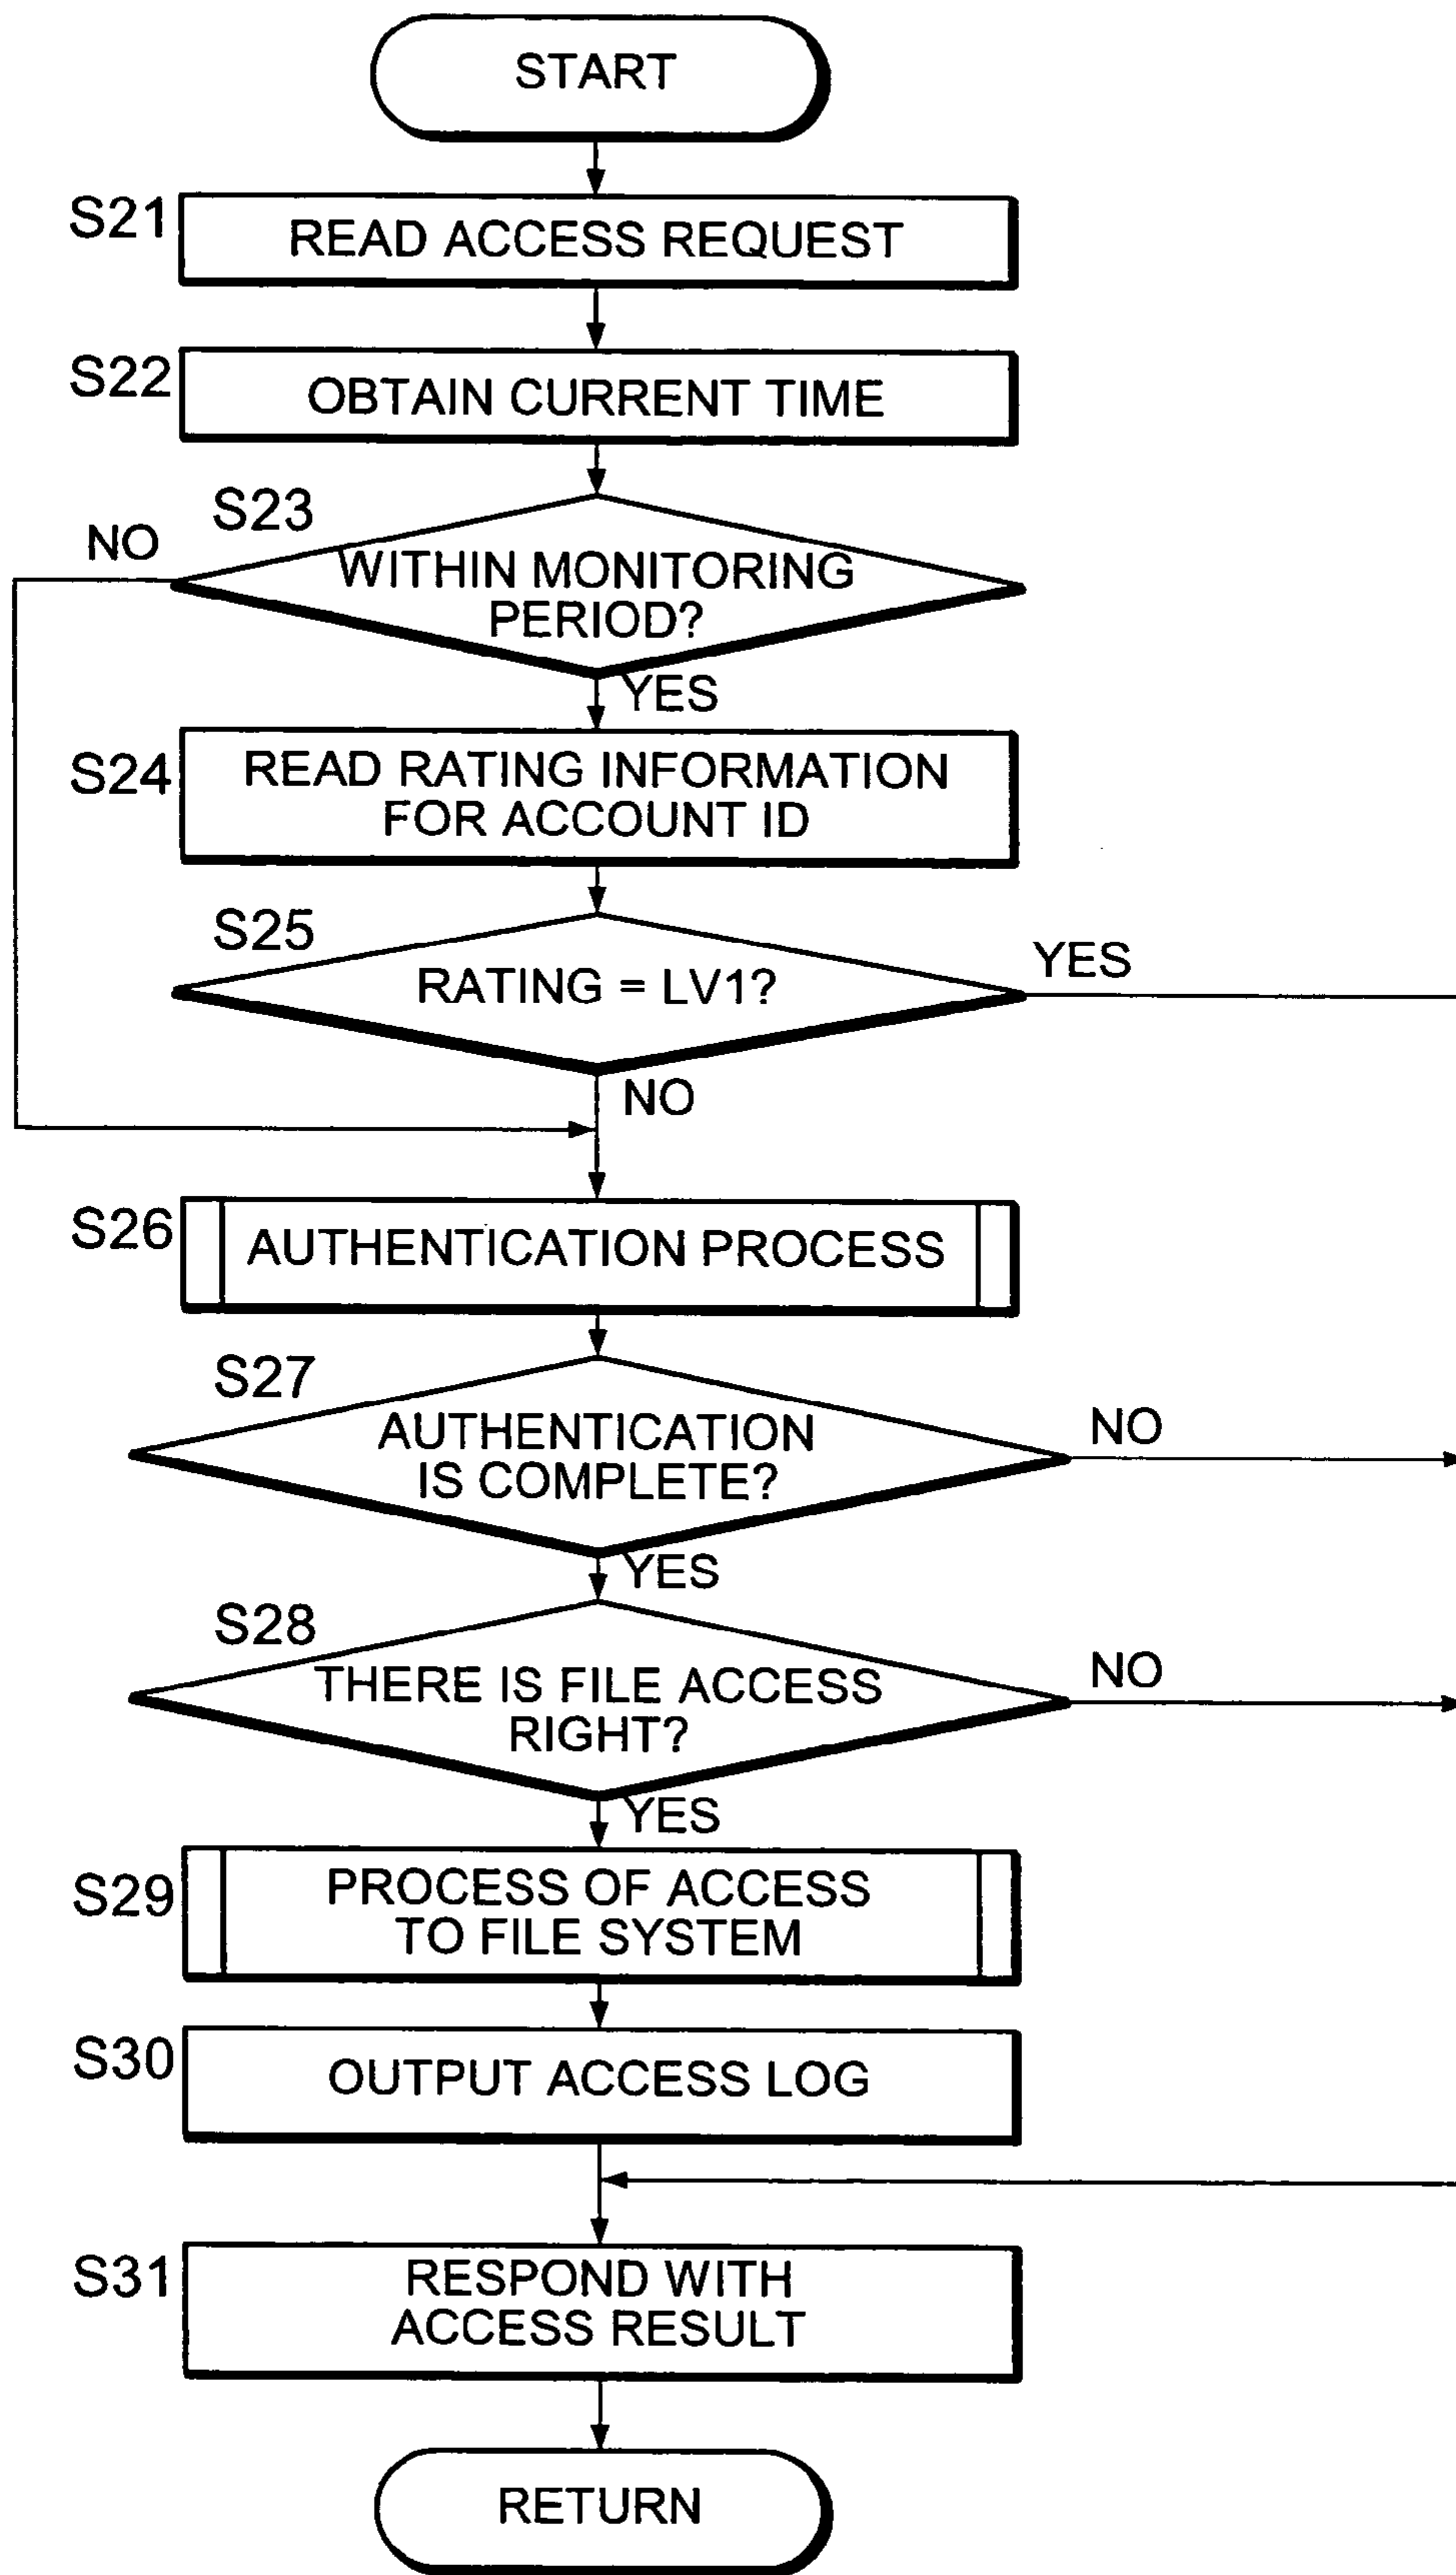 START
S21
READ ACCESS REQUEST
S22
OBTAIN CURRENT TIME
S23
NO
WITHIN MONITORING
PERIOD?
YES
S24
READ RATING INFORMATION
FOR ACCOUNT ID
S25
YES
RATING = LV1?
NO
S26
AUTHENTICATION PROCESS
S27
NO
AUTHENTICATION
IS COMPLETE?
YES
S28
NO
THERE IS FILE ACCESS
RIGHT?
YES
S29
PROCESS OF ACCESS
TO FILE SYSTEM
S30
OUTPUT ACCESS LOG
S31
RESPOND WITH
ACCESS RESULT
RETURN